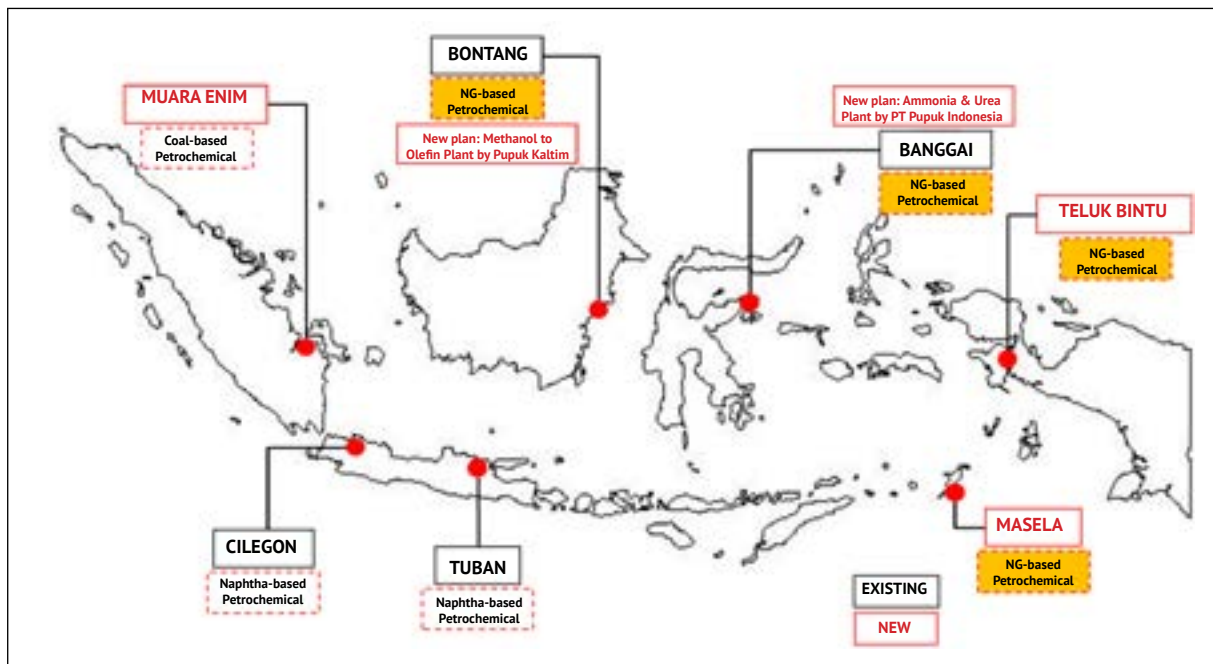 BONTANG
NG-based
Petrochemical
New plan: Methanol to
Olefin Plant by Pupuk Kaltim
MUARA ENIM
Coal-based
Petrochemical
New plan: Ammonia & Urea
Plant by PT Pupuk Indonesia
BANGGAI
NG-based
Petrochemical
TELUK BINTU
NG-based
Petrochemical
CILEGON
Naphtha-based
Petrochemical
TUBAN
Naphtha-based
Petrochemical
MASELA
NG-based
Petrochemical
EXISTING
NEW